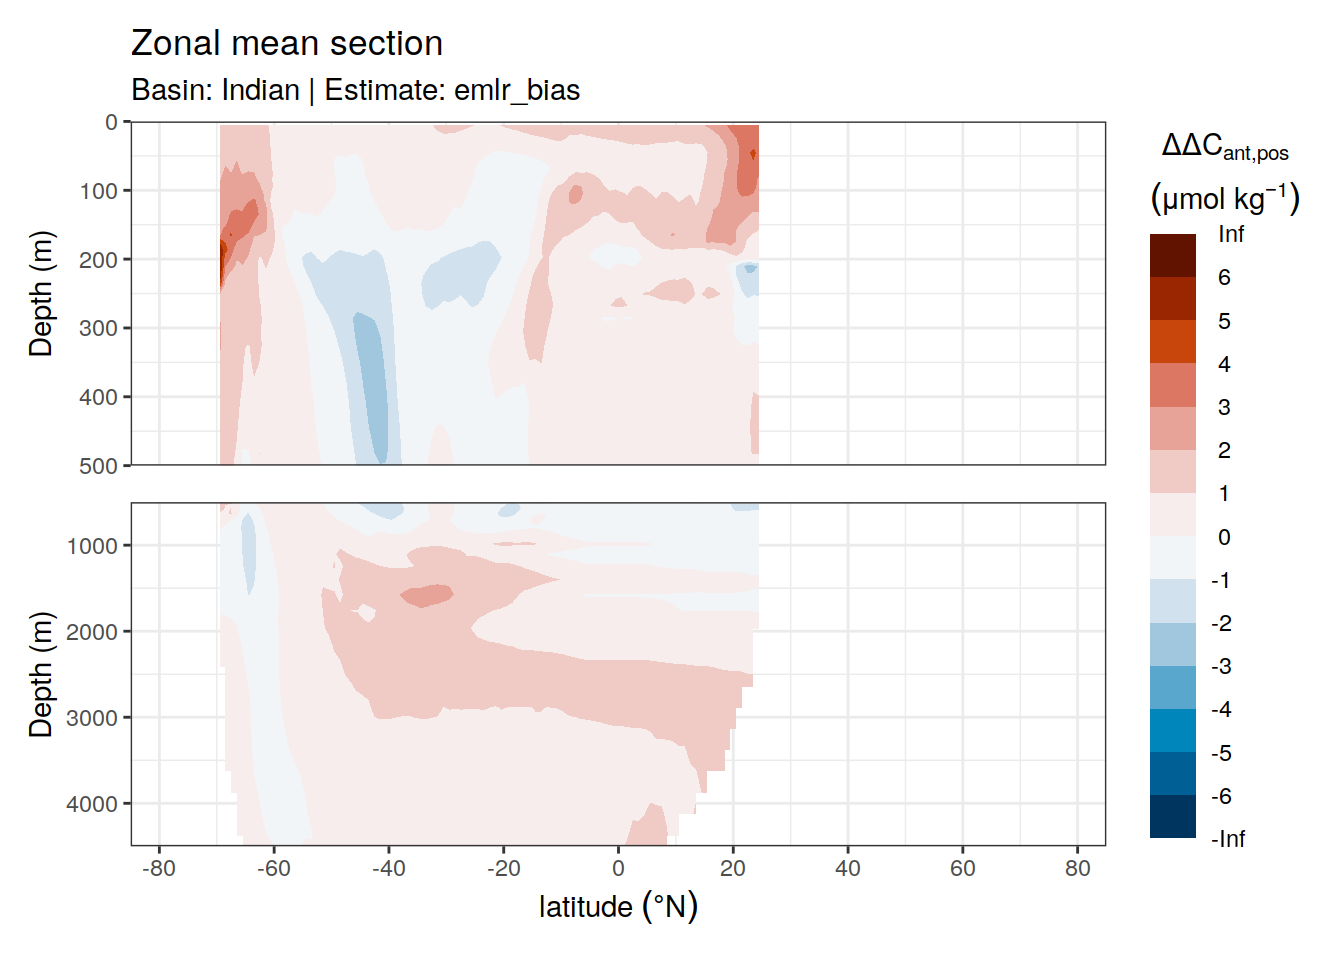 Zonal mean section
Basin: Indian | Estimate: emlr_bias
0
100
200
300
400
500
Depth (m)
1000
2000
3000
4000
Depth (m)
-80 -60 -40 -20 0 20 40 60 80
latitude (°N)
ΔΔCant,pos
(μmol kg⁻¹)
Inf
6
5
4
3
2
1
0
-1
-2
-3
-4
-5
-6
-Inf